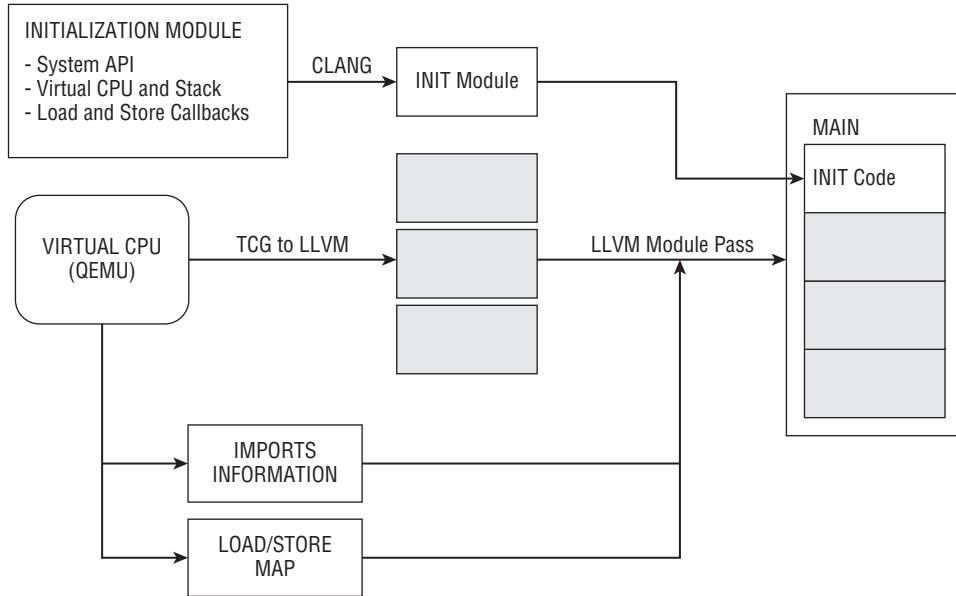 INITIALIZATION MODULE
- System API
- Virtual CPU and Stack
- Load and Store Callbacks
CLANG
INIT Module
MAIN
INIT Code
VIRTUAL CPU
(QEMU)
TCG to LLVM
LLVM Module Pass
IMPORTS
INFORMATION
LOAD/STORE
MAP